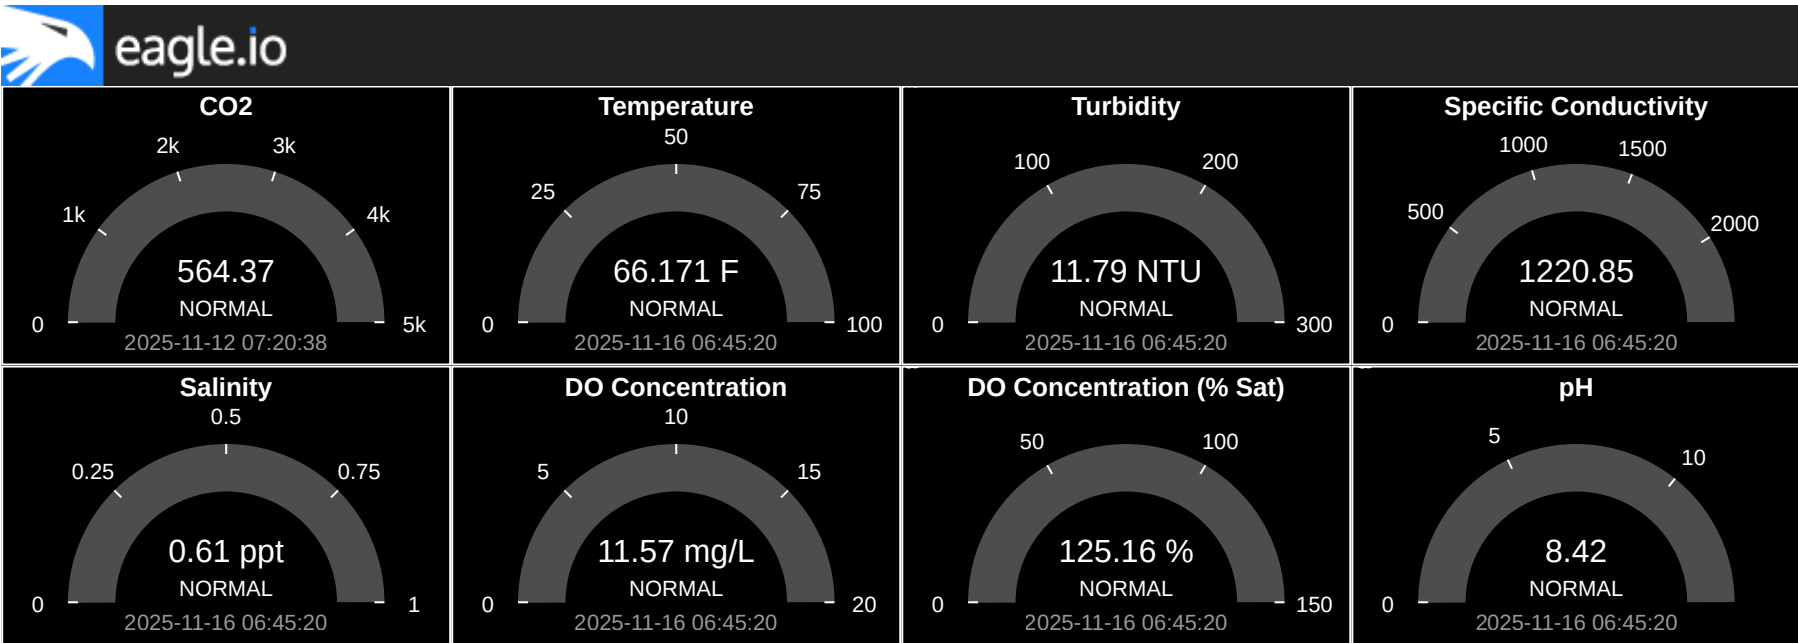 eagle.io
CO2
2k 3k
1k 4k
564.37
NORMAL
0 5k
2025-11-12 07:20:38
Temperature
50
25 75
66.171 F
NORMAL
0 100
2025-11-16 06:45:20
Turbidity
100 200
11.79 NTU
NORMAL
0 300
2025-11-16 06:45:20
Specific Conductivity
1000 1500
500 2000
1220.85
NORMAL
0
2025-11-16 06:45:20
Salinity
0.5
0.25 0.75
0.61 ppt
NORMAL
0 1
2025-11-16 06:45:20
DO Concentration
10
5 15
11.57 mg/L
NORMAL
0 20
2025-11-16 06:45:20
DO Concentration (% Sat)
50 100
125.16 %
NORMAL
0 150
2025-11-16 06:45:20
pH
5 10
8.42
NORMAL
0
2025-11-16 06:45:20